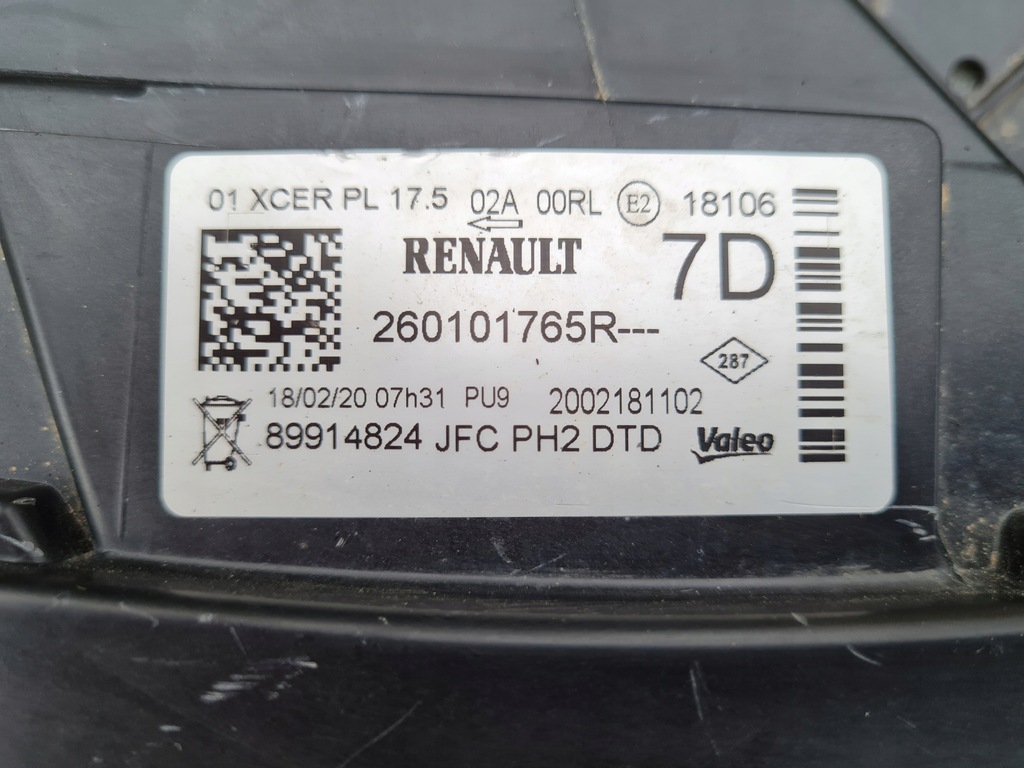 01 XCER PL 17.5 02A 00RL E2 18106
RENAULT 7D
260101765R---
287
18/02/20 07h31 PU9 2002181102
89914824 JFC PH2 DTD Valeo